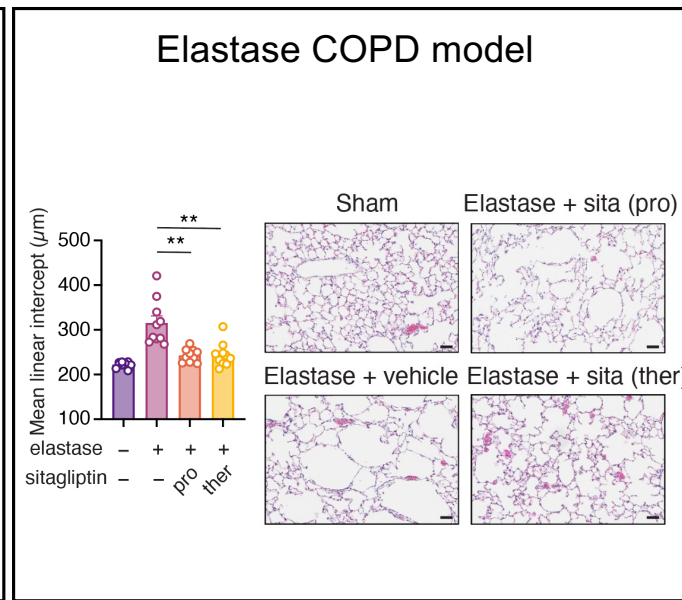 Elastase COPD model
Mean linear intercept (µm)
500
400
300
200
100
**
**
elastase – + + +
sitagliptin – – pro ther
Sham
Elastase + sita (pro)
Elastase + vehicle
Elastase + sita (ther)